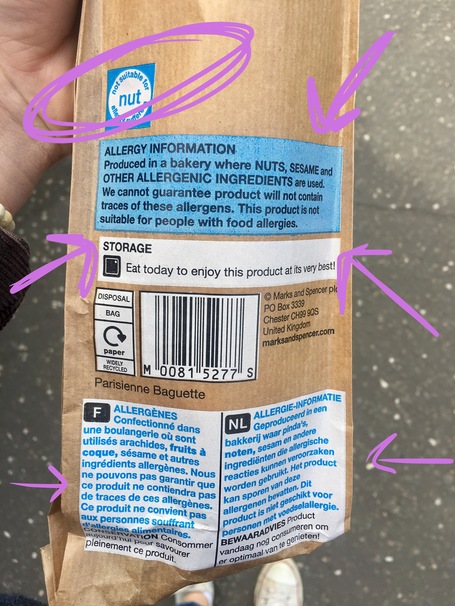 not suitable for
nut
ALLERGY INFORMATION
Produced in a bakery where NUTS, SESAME and
OTHER ALLERGENIC INGREDIENTS are used.
We cannot guarantee product will not contain
traces of these allergens. This product is not
suitable for people with food allergies.
STORAGE
Eat today to enjoy this product at its very best!
DISPOSAL
BAG
paper
WIDELY
RECYCLED
M 0081 5277 S
© Marks and Spencer plc
PO Box 3339
Chester CH99 9QS
United Kingdom
marksandspencer.com
Parisienne Baguette
F ALLERGÈNES
Confectionné dans
une boulangerie où sont
utilisés arachides, fruits à
coque, sésame et autres
ingrédients allergènes. Nous
ne pouvons pas garantir que
ce produit ne contiendra pas
de traces de ces allergènes.
Ce produit ne convient pas
aux personnes souffrant
d'allergies alimentaires.
CONSERVATION Consommer
aujourd'hui pour savourer
pleinement ce produit.
NL ALLERGIE-INFORMATIE
Geproduceerd in een
bakkerij waar pinda's,
noten, sesam en andere
ingrediënten die allergische
reacties kunnen veroorzaken
worden gebruikt. Het product
kan sporen van deze
allergenen bevatten. Dit
product is niet geschikt voor
personen met voedselallergie.
BEWAARADVIES Product
vandaag nog consumeren om
er optimaal van te genieten!